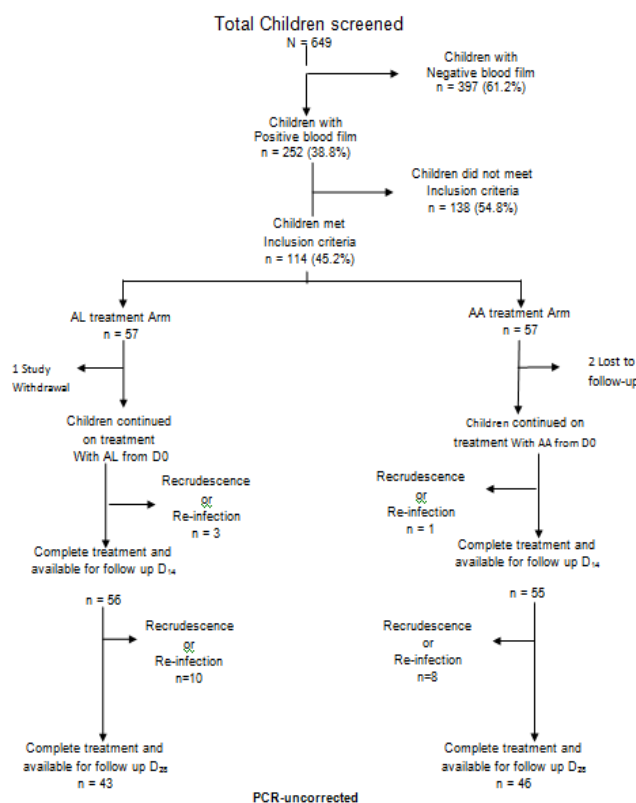 Total Children screened
N = 649
Children with
Negative blood film
n = 397 (61.2%)
Children with
Positive blood film
n = 252 (38.8%)
Children did not meet
Inclusion criteria
n = 138 (54.8%)
Children met
Inclusion criteria
n = 114 (45.2%)
AL treatment Arm
n = 57
AA treatment Arm
n = 57
1 Study
Withdrawal
2 Lost to
follow-up
Children continued
on treatment
With AL from D0
Children continued on
treatment With AA from D0
Recrudescence
or
Re-infection
n = 3
Recrudescence
or
Re-infection
n = 1
Complete treatment and
available for follow up D₁₄
n = 56
Complete treatment and
available for follow up D₁₄
n = 55
Recrudescence
or
Re-infection
n=10
Recrudescence
or
Re-infection
n=8
Complete treatment and
available for follow up D₂₈
n = 43
Complete treatment and
available for follow up D₂₈
n = 46
PCR-uncorrected